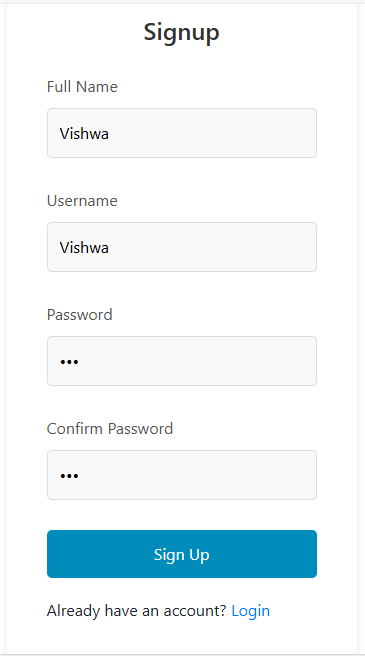 Signup
Full Name
Vishwa
Username
Vishwa
Password
•••
Confirm Password
•••
Sign Up
Already have an account? Login